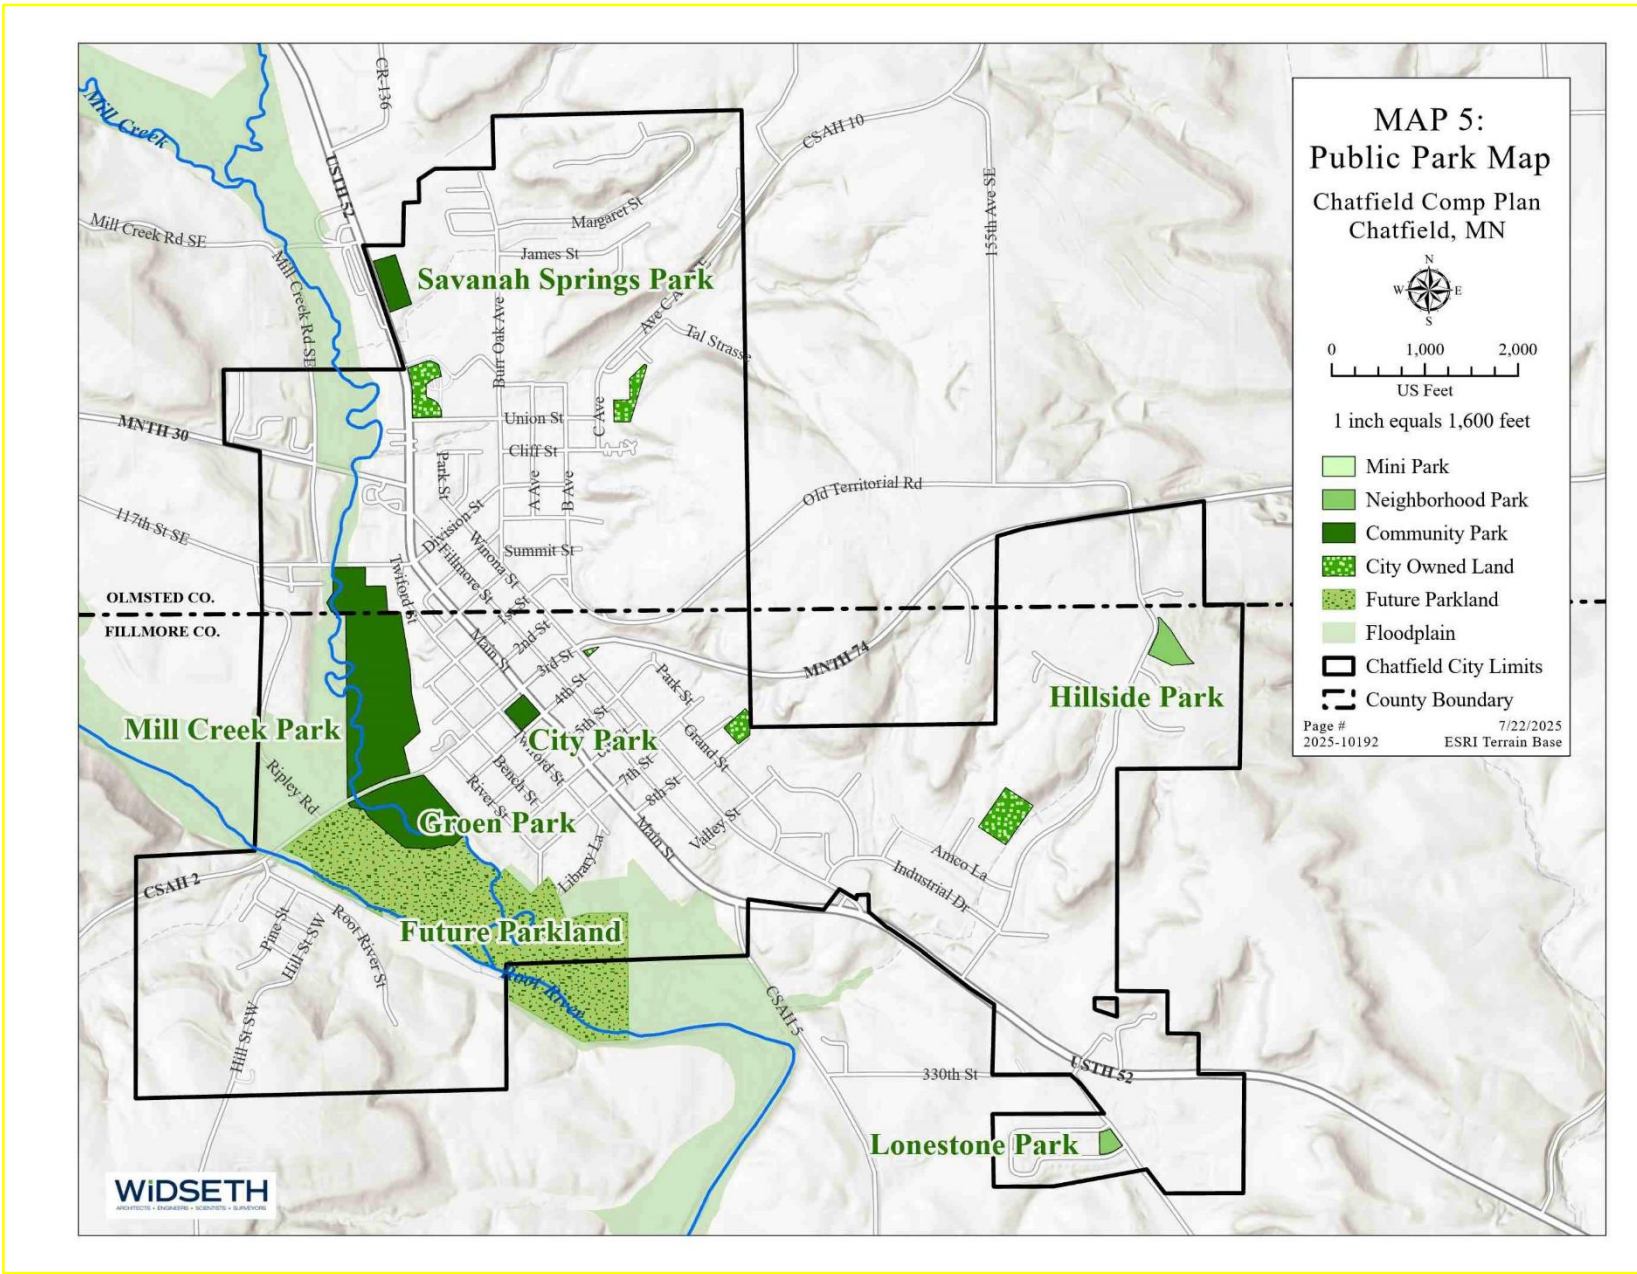 MAP 5:
Public Park Map
Chatfield Comp Plan
Chatfield, MN
N
W E
S
0 1,000 2,000
US Feet
1 inch equals 1,600 feet
Mini Park
Neighborhood Park
Community Park
City Owned Land
Future Parkland
Floodplain
Chatfield City Limits
County Boundary
Page # 7/22/2025
2025-10192 ESRI Terrain Base
CR-136
Mill Creek
USTH 52
CSAH 10
155th Ave SE
Mill Creek Rd SE
Margaret St
James St
Savanah Springs Park
Mill Creek Rd SE
Burr Oak Ave
Ave C
Tal Strasse
MNTH 30
Union St
C Ave
Cliff St
Park St
A Ave
B Ave
Old Territorial Rd
117th St SE
Division St
Winona St
Fillmore St
Summit St
Twiford St
OLMSTED CO.
FILLMORE CO.
1st St
2nd St
Main St
3rd St
MNTH 74
4th St
Park St
Hillside Park
Mill Creek Park
5th St
City Park
Grand St
Twiford St
Bench St
7th St
River St
8th St
Ripley Rd
Groen Park
Main St
Valley St
Library La
Amco La
Industrial Dr
CSAH 2
Pine St
Hill St SW
Root River St
Future Parkland
Root River
CSAH 5
Hill St SW
330th St
USTH 52
Lonestone Park
WiDSETH
ARCHITECTS • ENGINEERS • SCIENTISTS • SURVEYORS